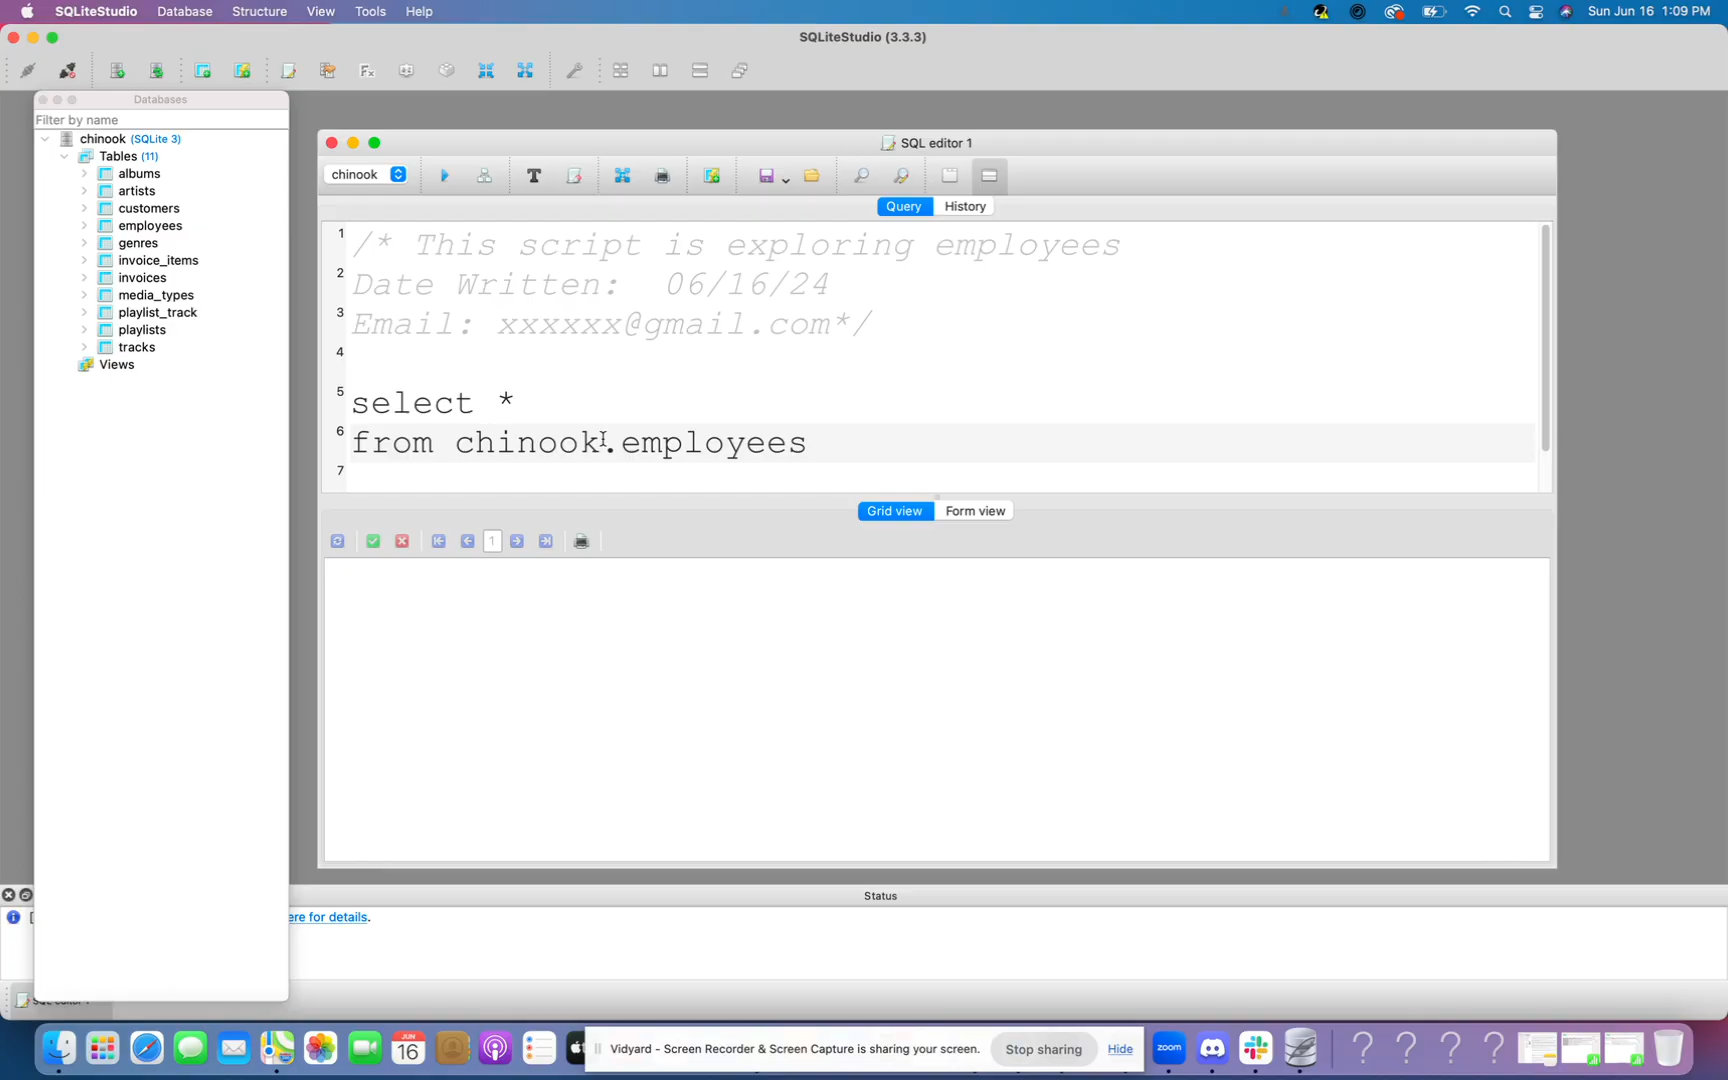 SQLiteStudio Database Structure View Tools Help Sun Jun 16 1:09 PM
SQLiteStudio (3.3.3)
Fx
Databases
Filter by name
chinook (SQLite 3)
Tables (11)
albums
artists
customers
employees
genres
invoice_items
invoices
media_types
playlist_track
playlists
tracks
Views
SQL editor 1
chinook
T
Query History
1 /* This script is exploring employees
2 Date Written: 06/16/24
3 Email: xxxxxx@gmail.com*/
4
5 select *
6 from chinook.employees
7
Grid view Form view
1
Status
[
ere for details.
JUN
16
Vidyard - Screen Recorder & Screen Capture is sharing your screen. Stop sharing Hide
zoom
? ? ? ?